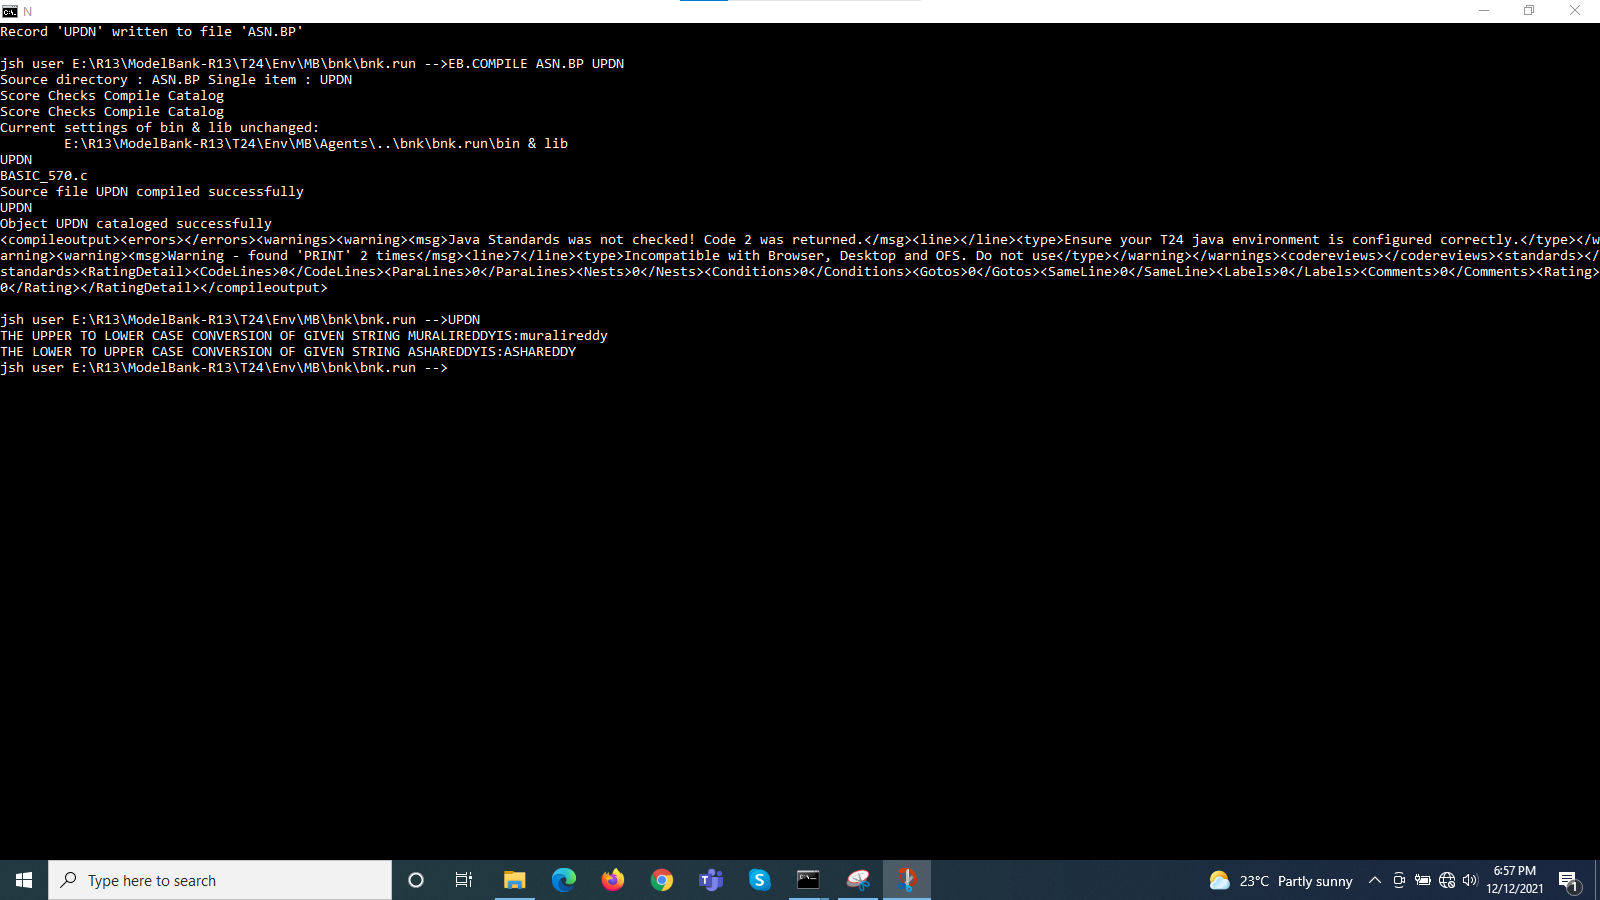 N
Record 'UPDN' written to file 'ASN.BP'
jsh user E:\R13\ModelBank-R13\T24\Env\MB\bnk\bnk.run -->EB.COMPILE ASN.BP UPDN
Source directory : ASN.BP Single item : UPDN
Score Checks Compile Catalog
Score Checks Compile Catalog
Current settings of bin & lib unchanged:
E:\R13\ModelBank-R13\T24\Env\MB\Agents\..\bnk\bnk.run\bin & lib
UPDN
BASIC_570.c
Source file UPDN compiled successfully
UPDN
Object UPDN cataloged successfully
<compileoutput><errors></errors><warnings><warning><msg>Java Standards was not checked! Code 2 was returned.</msg><line></line><type>Ensure your T24 java environment is configured correctly.</type></w
arning><warning><msg>Warning - found 'PRINT' 2 times</msg><line>7</line><type>Incompatible with Browser, Desktop and OFS. Do not use</type></warning></warnings><codereviews></codereviews><standards></
standards><RatingDetail><CodeLines>0</CodeLines><ParaLines>0</ParaLines><Nests>0</Nests><Conditions>0</Conditions><Gotos>0</Gotos><SameLine>0</SameLine><Labels>0</Labels><Comments>0</Comments><Rating>
0</Rating></RatingDetail></compileoutput>
jsh user E:\R13\ModelBank-R13\T24\Env\MB\bnk\bnk.run -->UPDN
THE UPPER TO LOWER CASE CONVERSION OF GIVEN STRING MURALIREDDYIS:muralireddy
THE LOWER TO UPPER CASE CONVERSION OF GIVEN STRING ASHAREDDYIS:ASHAREDDY
jsh user E:\R13\ModelBank-R13\T24\Env\MB\bnk\bnk.run -->
Type here to search
23°C Partly sunny
6:57 PM
12/12/2021
1